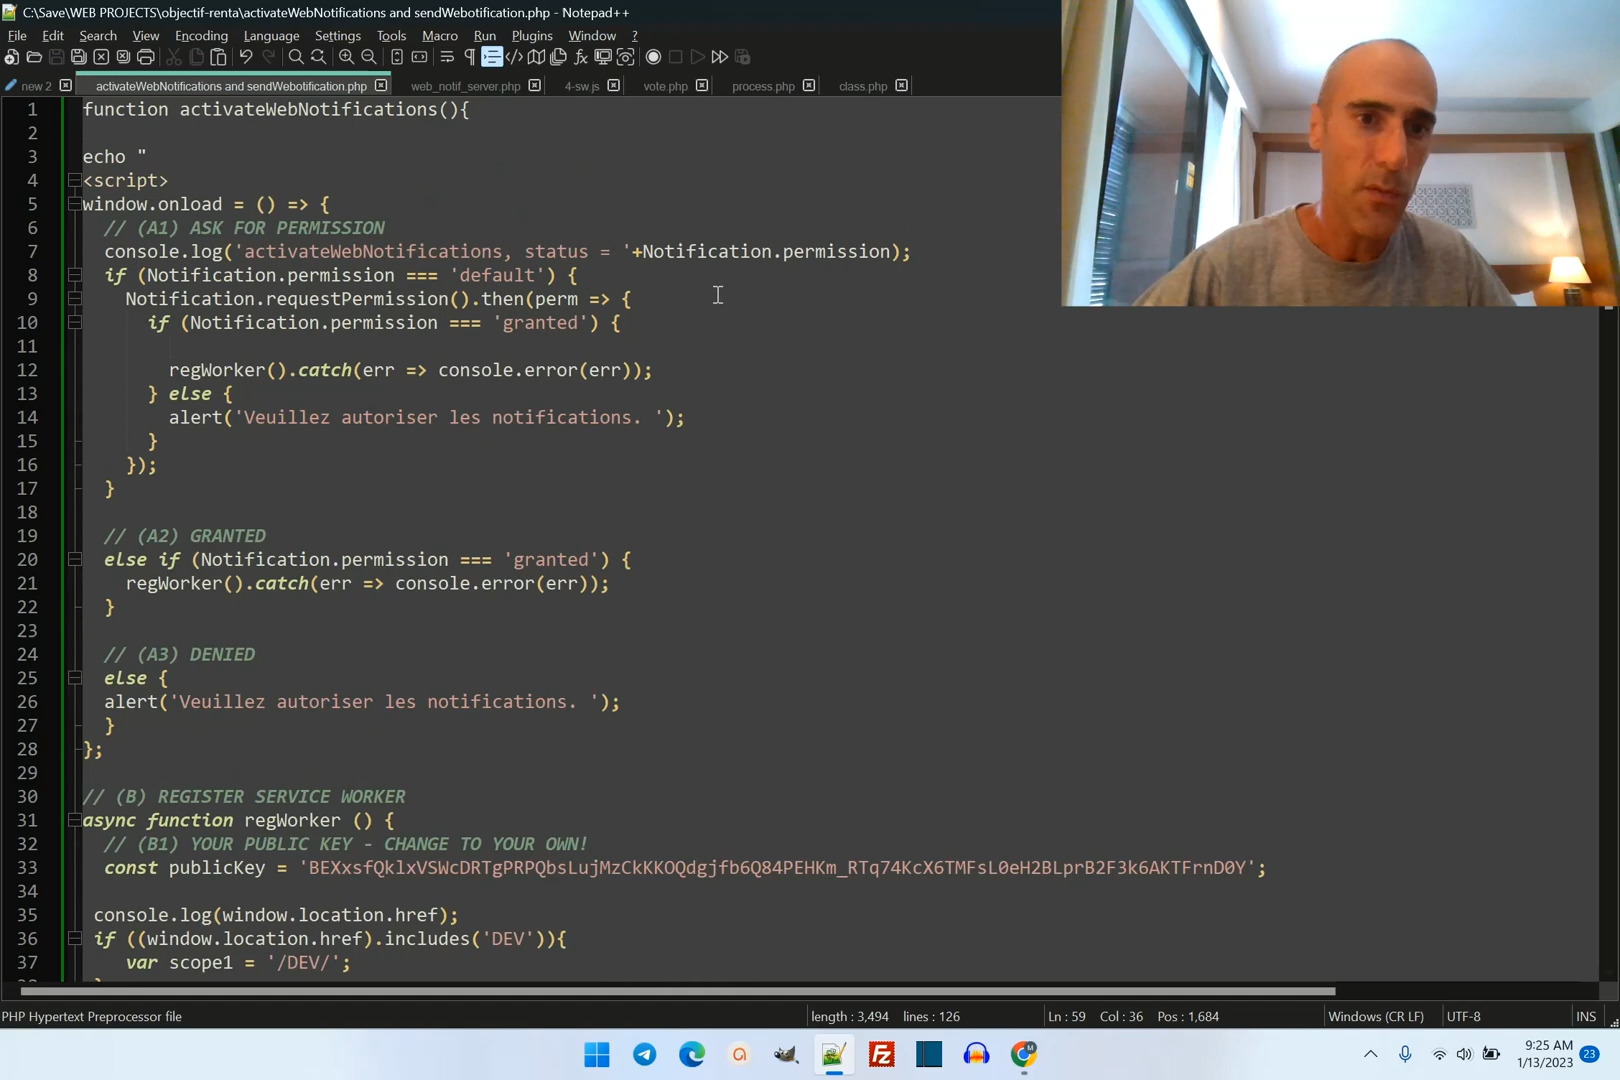 C:\Save\WEB PROJECTS\objectif-renta\activateWebNotifications and sendWebotification.php - Notepad++
File Edit Search View Encoding Language Settings Tools Macro Run Plugins Window ?
new 2 activateWebNotifications and sendWebotification.php web_notif_server.php 4-sw.js vote.php process.php class.php
1 function activateWebNotifications(){
2
3 echo "
4 <script>
5 window.onload = () => {
6 // (A1) ASK FOR PERMISSION
7 console.log('activateWebNotifications, status = '+Notification.permission);
8 if (Notification.permission === 'default') {
9 Notification.requestPermission().then(perm => {
10 if (Notification.permission === 'granted') {
11
12 regWorker().catch(err => console.error(err));
13 } else {
14 alert('Veuillez autoriser les notifications. ');
15 }
16 });
17 }
18
19 // (A2) GRANTED
20 else if (Notification.permission === 'granted') {
21 regWorker().catch(err => console.error(err));
22 }
23
24 // (A3) DENIED
25 else {
26 alert('Veuillez autoriser les notifications. ');
27 }
28 };
29
30 // (B) REGISTER SERVICE WORKER
31 async function regWorker () {
32 // (B1) YOUR PUBLIC KEY - CHANGE TO YOUR OWN!
33 const publicKey = 'BEXxsfQklxVSWcDRTgPRPQbsLujMzCkKKOQdgjfb6Q84PEHKm_RTq74KcX6TMFsL0eH2BLprB2F3k6AKTFrnD0Y';
34
35 console.log(window.location.href);
36 if ((window.location.href).includes('DEV')){
37 var scope1 = '/DEV/';
PHP Hypertext Preprocessor file length : 3,494 lines : 126 Ln : 59 Col : 36 Pos : 1,684 Windows (CR LF) UTF-8 INS
9:25 AM
1/13/2023 23